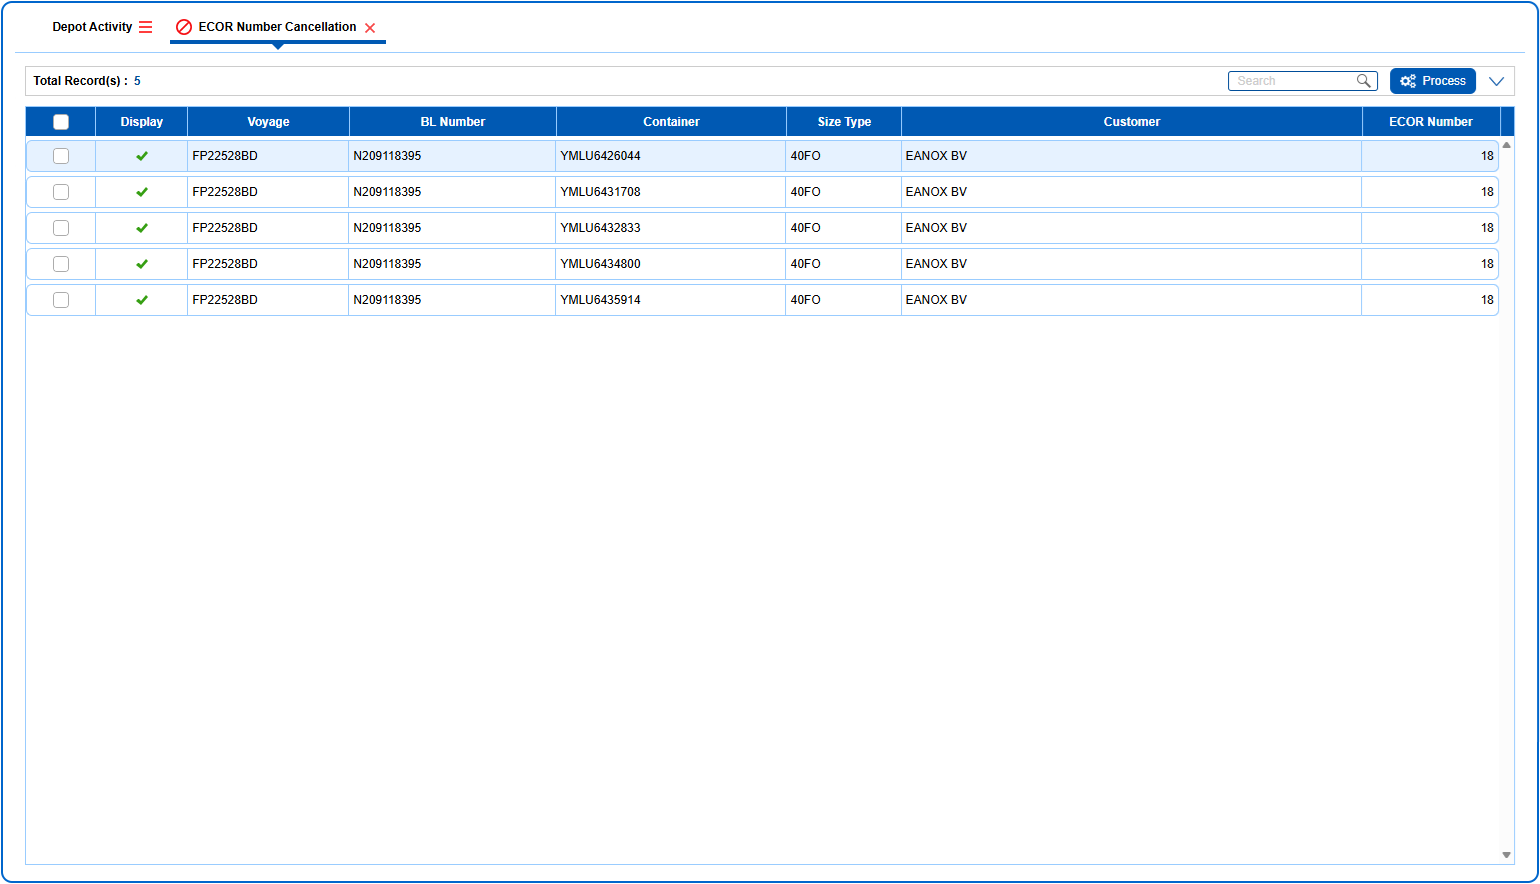 Depot Activity ECOR Number Cancellation
Total Record(s) : 5 Search Process
Display Voyage BL Number Container Size Type Customer ECOR Number
FP22528BD N209118395 YMLU6426044 40FO EANOX BV 18
FP22528BD N209118395 YMLU6431708 40FO EANOX BV 18
FP22528BD N209118395 YMLU6432833 40FO EANOX BV 18
FP22528BD N209118395 YMLU6434800 40FO EANOX BV 18
FP22528BD N209118395 YMLU6435914 40FO EANOX BV 18